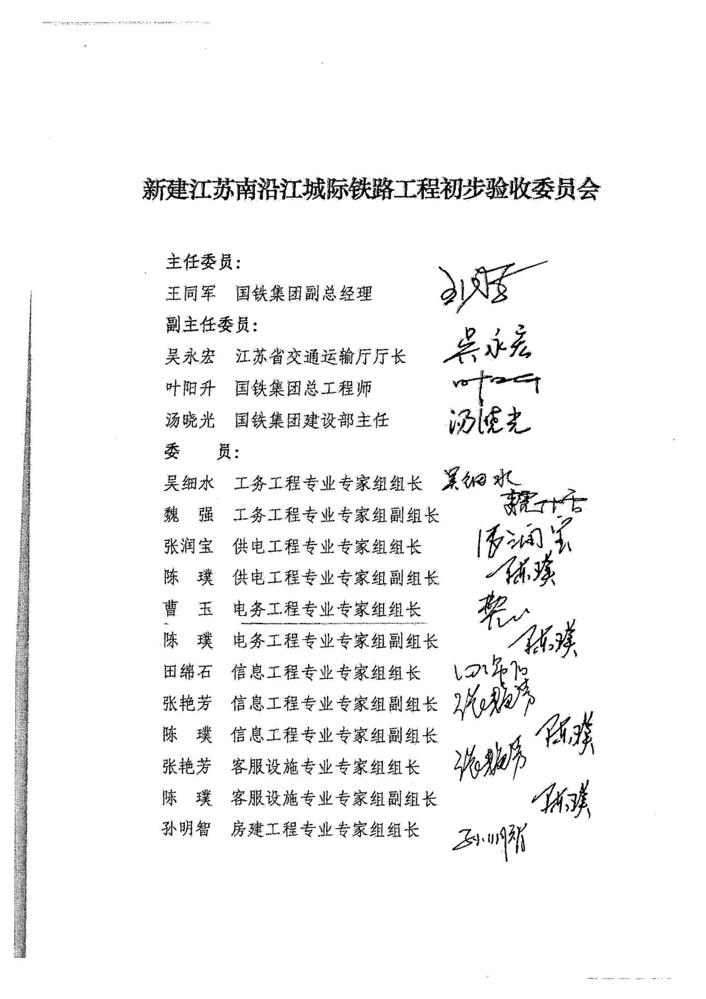 新建江苏南沿江城际铁路工程初步验收委员会
主任委员：
王同军 国铁集团副总经理
副主任委员：
吴永宏 江苏省交通运输厅厅长 吴永宏
叶阳升 国铁集团总工程师
汤晓光 国铁集团建设部主任 汤晓光
委 员：
吴细水 工务工程专业专家组组长 吴细水
魏 强 工务工程专业专家组副组长
张润宝 供电工程专业专家组组长 张润宝
陈 璞 供电工程专业专家组副组长 陈璞
曹 玉 电务工程专业专家组组长
陈 璞 电务工程专业专家组副组长 陈璞
田绵石 信息工程专业专家组组长
张艳芳 信息工程专业专家组副组长 张艳芳
陈 璞 信息工程专业专家组副组长 陈璞
张艳芳 客服设施专业专家组组长 张艳芳
陈 璞 客服设施专业专家组副组长 陈璞
孙明智 房建工程专业专家组组长 孙明智